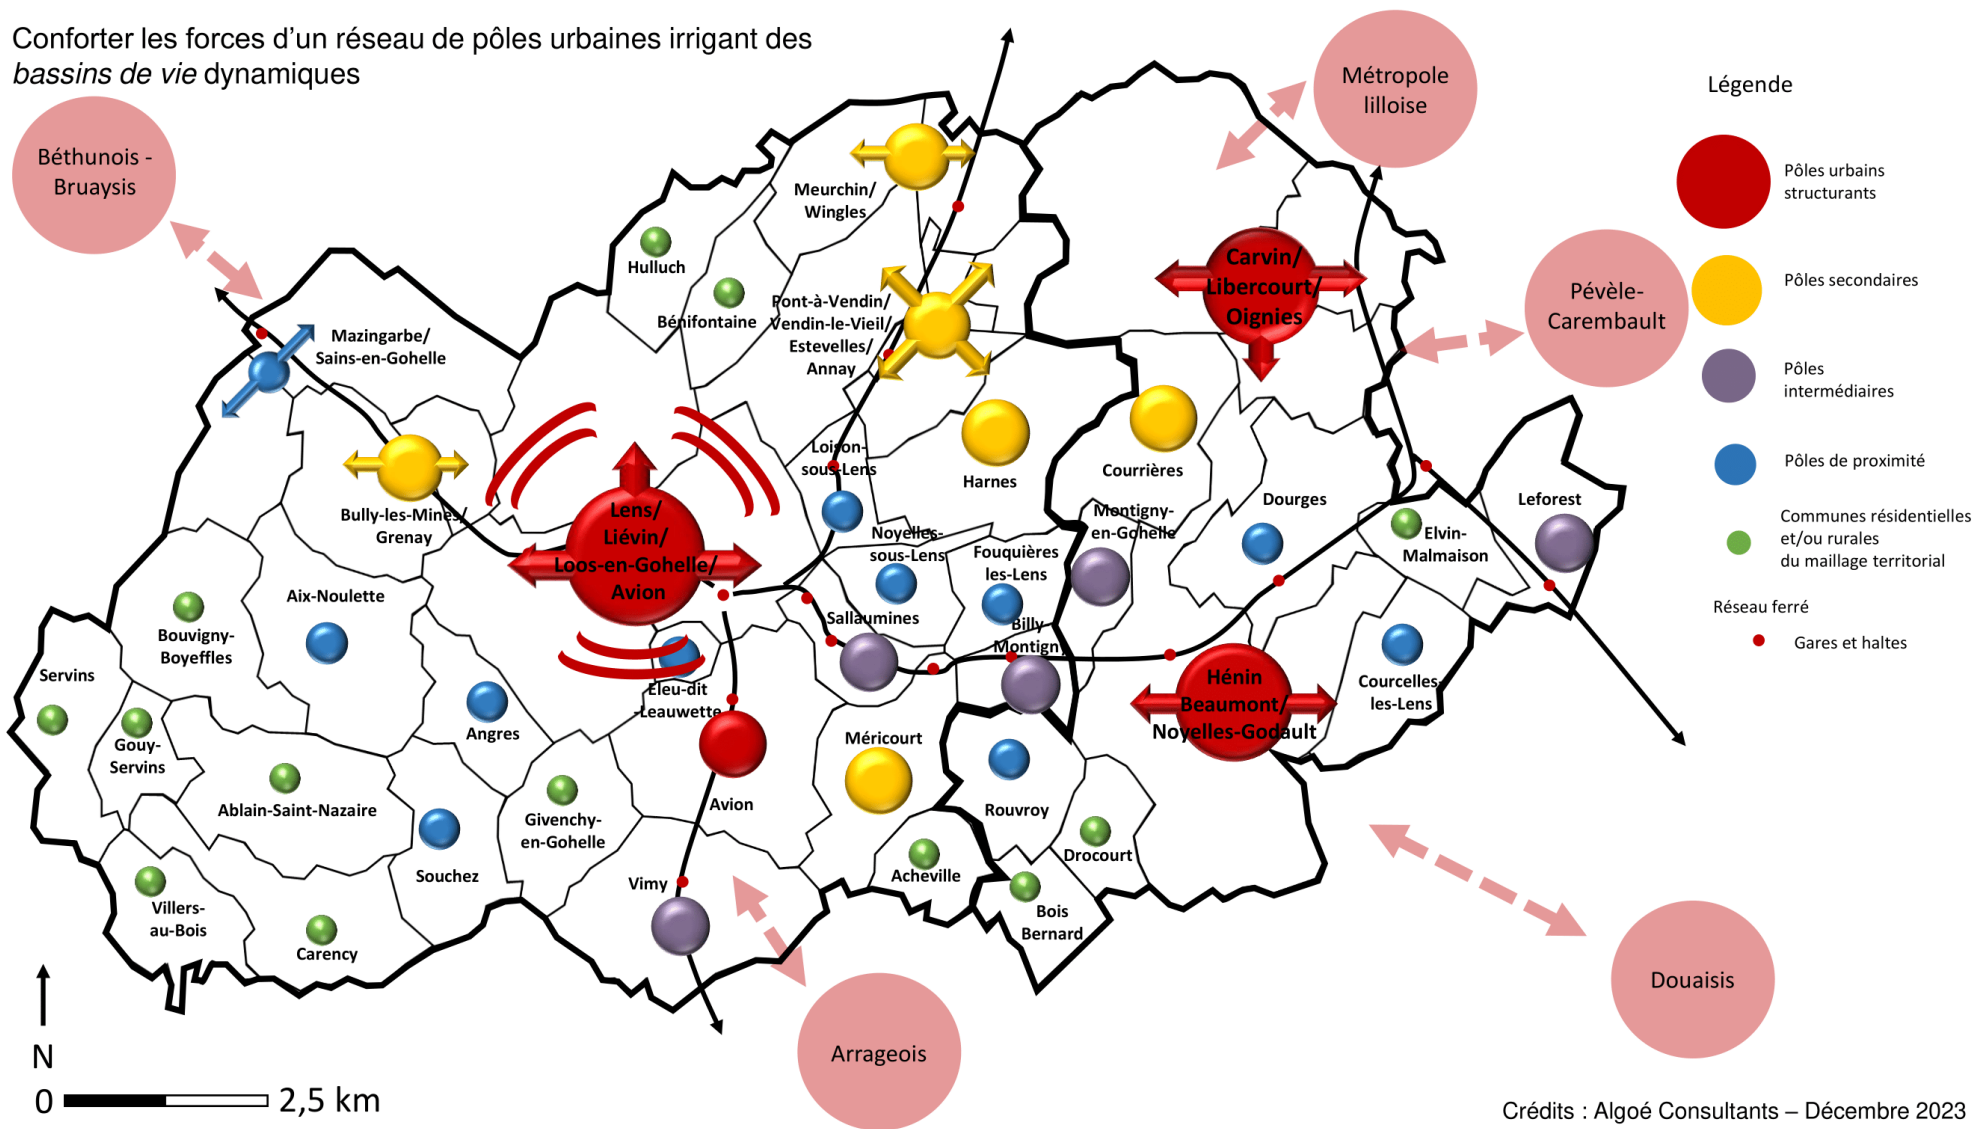 Conforter les forces d’un réseau de pôles urbaines irrigant des
bassins de vie dynamiques
Béthunois -
Bruaysis
Métropole
lilloise
Pévèle-
Carembault
Douaisis
Arrageois
Meurchin/
Wingles
Hulluch
Bénifontaine
Pont-à-Vendin/
Vendin-le-Vieil/
Estevelles/
Annay
Carvin/
Libercourt/
Oignies
Mazingarbe/
Sains-en-Gohelle
Bully-les-Mines/
Grenay
Lens/
Liévin/
Loos-en-Gohelle/
Avion
Loison-
sous-Lens
Harnes
Courrières
Noyelles-
sous-Lens
Fouquières
les-Lens
Montigny-
en-Gohelle
Dourges
Elvin-
Malmaison
Leforest
Aix-Noulette
Bouvigny-
Boyeffles
Servins
Gouy-
Servins
Ablain-Saint-Nazaire
Angres
Souchez
Villers-
au-Bois
Carency
Givenchy-
en-Gohelle
Eleu-dit
-Leauwette
Avion
Vimy
Sallaumines
Billy
Montigny
Méricourt
Rouvroy
Acheville
Drocourt
Bois
Bernard
Hénin
Beaumont/
Noyelles-Godault
Courcelles-
les-Lens
Légende
Pôles urbains
structurants
Pôles secondaires
Pôles
intermédiaires
Pôles de proximité
Communes résidentielles
et/ou rurales
du maillage territorial
Réseau ferré
Gares et haltes
N
0 2,5 km
Crédits : Algoé Consultants – Décembre 2023